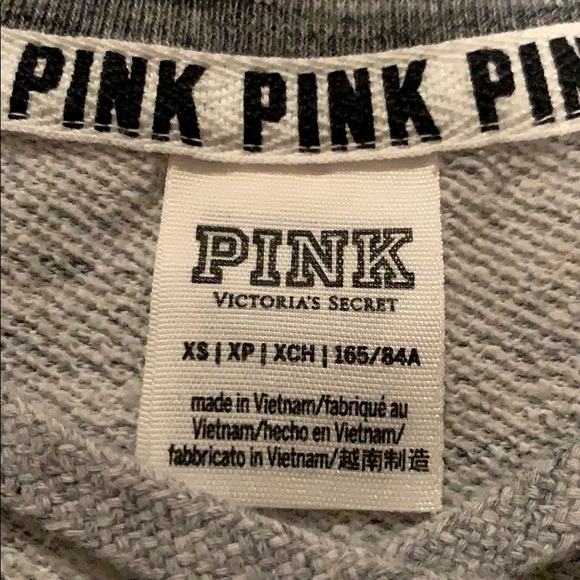 PINK PINK PIN
PINK
VICTORIA'S SECRET
XS | XP | XCH | 165/84A
made in Vietnam/fabriqué au
Vietnam/hecho en Vietnam/
fabbricato in Vietnam/越南制造